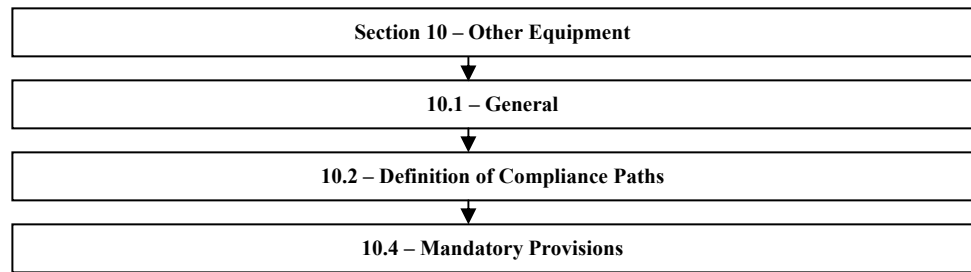 Section 10 – Other Equipment
10.1 – General
10.2 – Definition of Compliance Paths
10.4 – Mandatory Provisions